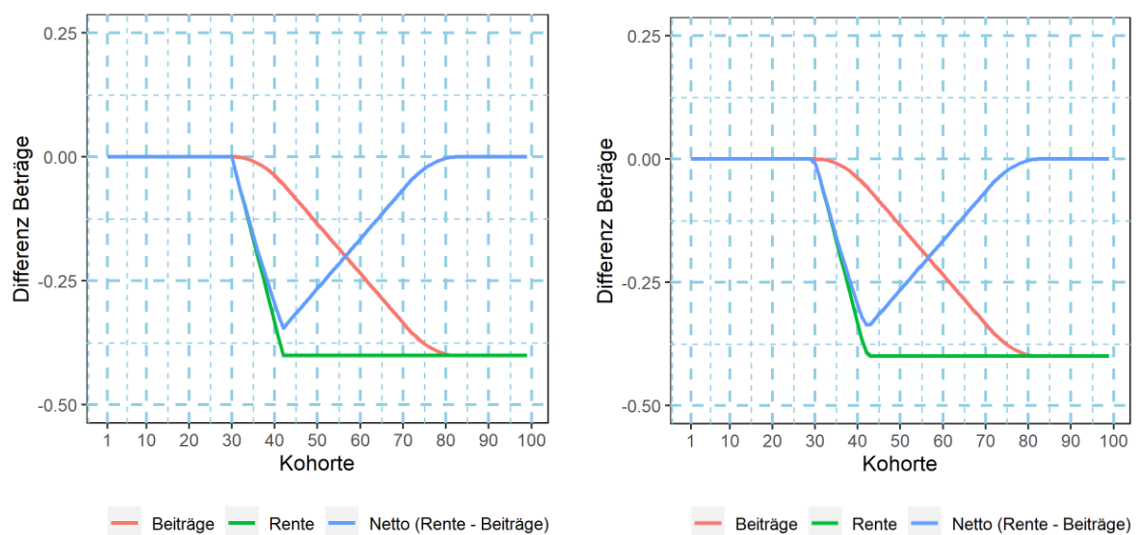 0.25
0.00
-0.25
-0.50
Differenz Beträge
1 10 20 30 40 50 60 70 80 90 100
Kohorte
Beiträge Rente Netto (Rente - Beiträge)
0.25
0.00
-0.25
-0.50
Differenz Beträge
1 10 20 30 40 50 60 70 80 90 100
Kohorte
Beiträge Rente Netto (Rente - Beiträge)